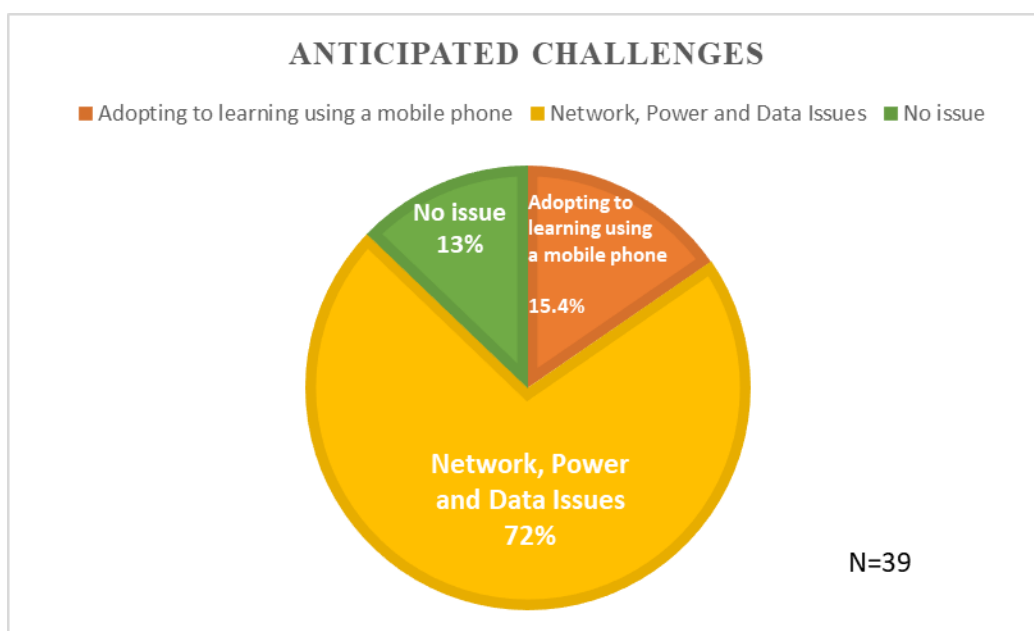 ANTICIPATED CHALLENGES
Adopting to learning using a mobile phone Network, Power and Data Issues No issue
No issue
13%
Adopting to
learning using
a mobile phone
15.4%
Network, Power
and Data Issues
72%
N=39